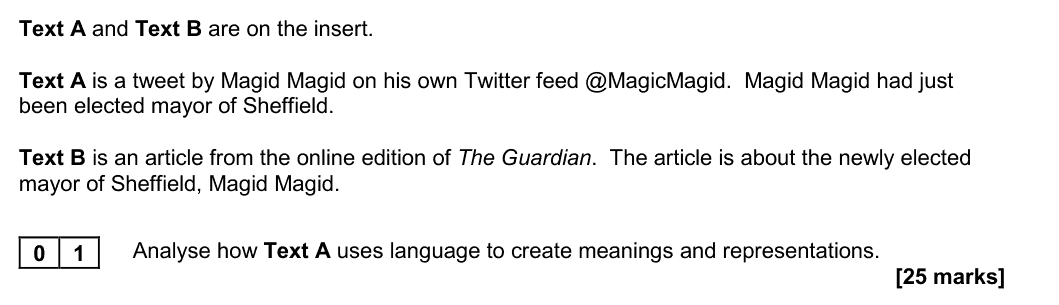 Text A and Text B are on the insert.
Text A is a tweet by Magid Magid on his own Twitter feed @MagicMagid.  Magid Magid had just
been elected mayor of Sheffield.
Text B is an article from the online edition of The Guardian.  The article is about the newly elected
mayor of Sheffield, Magid Magid.
0 1 Analyse how Text A uses language to create meanings and representations.
[25 marks]